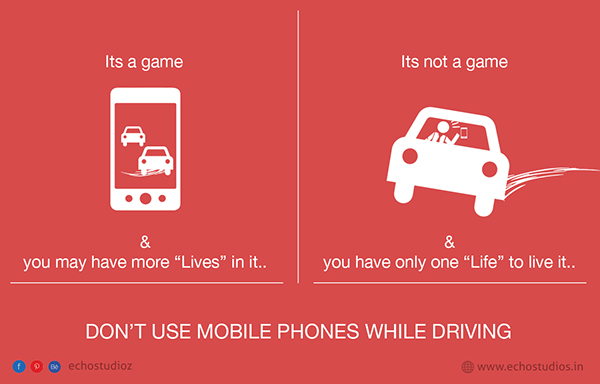 Its a game
&
you may have more “Lives” in it..
Its not a game
&
you have only one “Life” to live it..
DON’T USE MOBILE PHONES WHILE DRIVING
f
Bē
echostudioz
www.echostudios.in